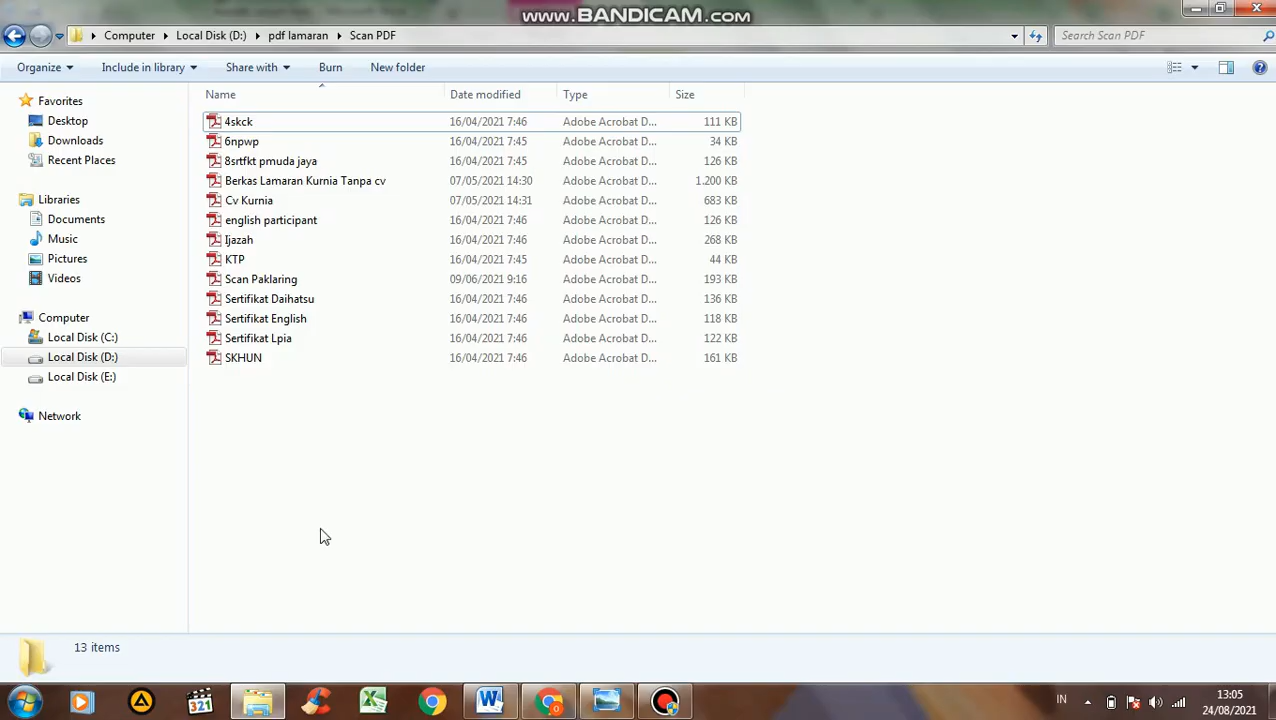 www.BANDICAM.com
Computer Local Disk (D:) pdf lamaran Scan PDF Search Scan PDF
Organize Include in library Share with Burn New folder
Name Date modified Type Size
Favorites
Desktop
Downloads
Recent Places
Libraries
Documents
Music
Pictures
Videos
Computer
Local Disk (C:)
Local Disk (D:)
Local Disk (E:)
Network
4skck 16/04/2021 7:46 Adobe Acrobat D... 111 KB
6npwp 16/04/2021 7:45 Adobe Acrobat D... 34 KB
8srtfkt pmuda jaya 16/04/2021 7:45 Adobe Acrobat D... 126 KB
Berkas Lamaran Kurnia Tanpa cv 07/05/2021 14:30 Adobe Acrobat D... 1.200 KB
Cv Kurnia 07/05/2021 14:31 Adobe Acrobat D... 683 KB
english participant 16/04/2021 7:46 Adobe Acrobat D... 126 KB
Ijazah 16/04/2021 7:46 Adobe Acrobat D... 268 KB
KTP 16/04/2021 7:45 Adobe Acrobat D... 44 KB
Scan Paklaring 09/06/2021 9:16 Adobe Acrobat D... 193 KB
Sertifikat Daihatsu 16/04/2021 7:46 Adobe Acrobat D... 136 KB
Sertifikat English 16/04/2021 7:46 Adobe Acrobat D... 118 KB
Sertifikat Lpia 16/04/2021 7:46 Adobe Acrobat D... 122 KB
SKHUN 16/04/2021 7:46 Adobe Acrobat D... 161 KB
13 items
321
IN 13:05
24/08/2021